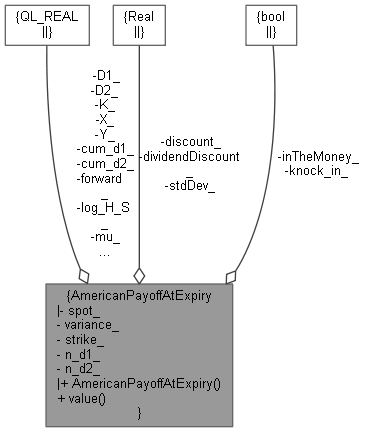 {QL_REAL
||}
{Real
||}
{bool
||}
-D1_
-D2_
-K_
-X_
-Y_
-cum_d1_
-cum_d2_
-forward
_
-log_H_S
_
-mu_
...
-discount_
-dividendDiscount
_
-stdDev_
-inTheMoney_
-knock_in_
{AmericanPayoffAtExpiry
|- spot_
- variance_
- strike_
- n_d1_
- n_d2_
|+ AmericanPayoffAtExpiry()
+ value()
}